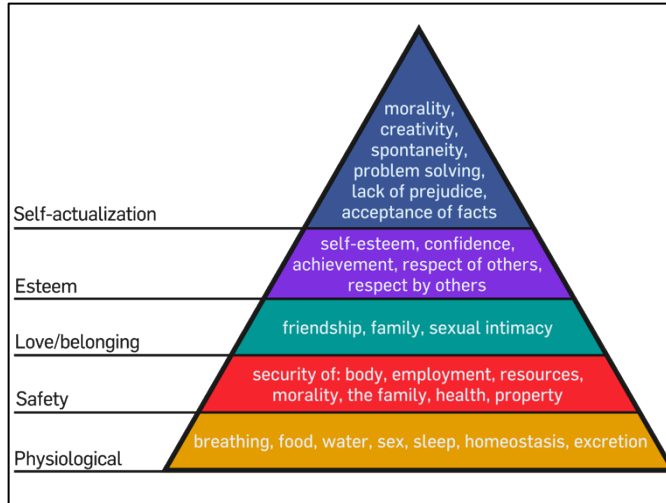 morality,
creativity,
spontaneity,
problem solving,
lack of prejudice,
acceptance of facts
Self-actualization
self-esteem, confidence,
achievement, respect of others,
respect by others
Esteem
friendship, family, sexual intimacy
Love/belonging
security of: body, employment, resources,
morality, the family, health, property
Safety
breathing, food, water, sex, sleep, homeostasis, excretion
Physiological